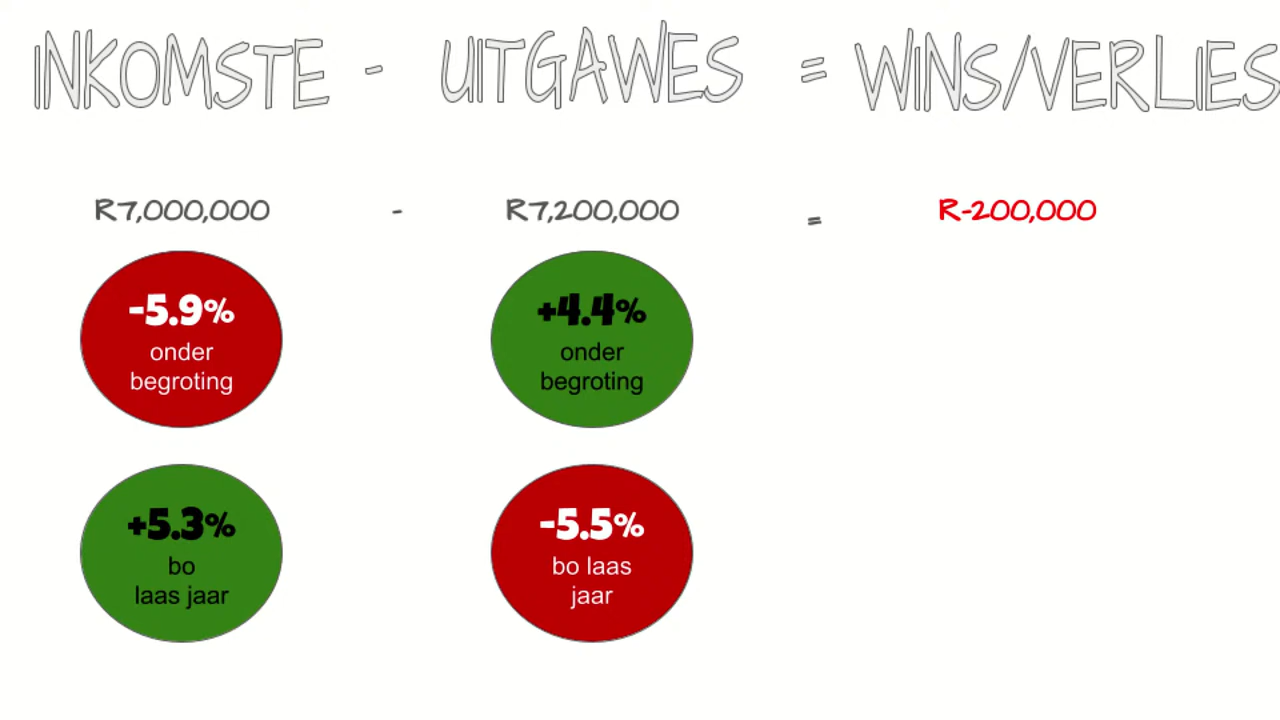 INKOMSTE - UITGAWES = WINS/VERLIES
R7,000,000 - R7,200,000 = R-200,000
-5.9%
onder
begroting
+4.4%
onder
begroting
+5.3%
bo
laas jaar
-5.5%
bo laas
jaar